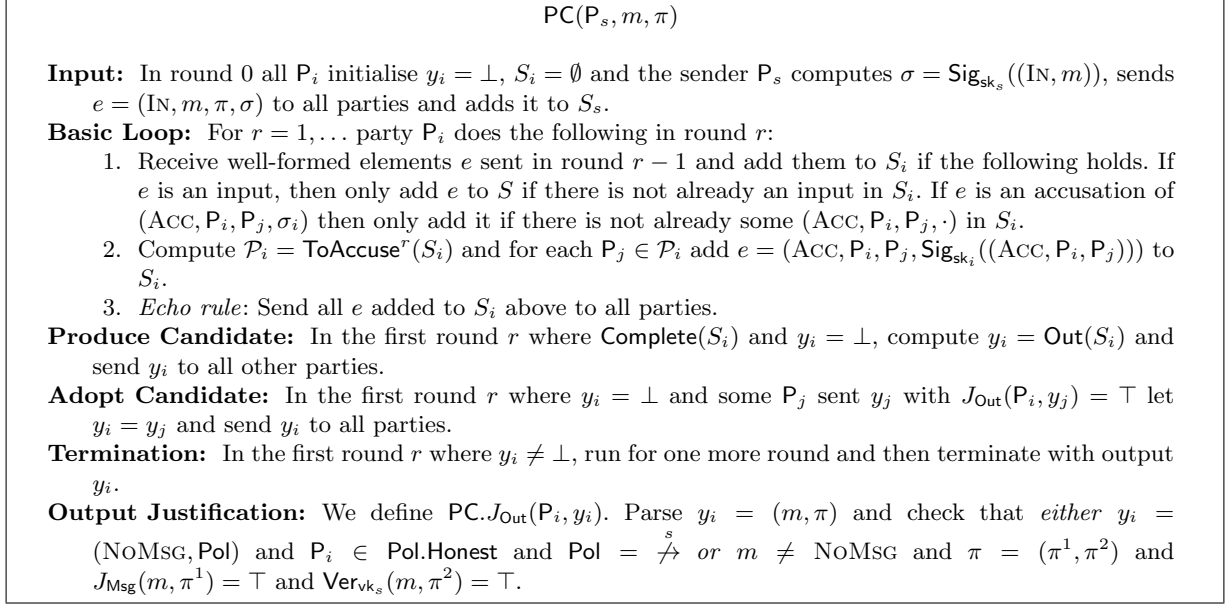 PC(P_s, m, π)
Input: In round 0 all P_i initialise y_i = ⊥, S_i = ∅ and the sender P_s computes σ = Sig_{sk_s}((IN, m)), sends
e = (IN, m, π, σ) to all parties and adds it to S_s.
Basic Loop: For r = 1, … party P_i does the following in round r:
1. Receive well-formed elements e sent in round r − 1 and add them to S_i if the following holds. If
e is an input, then only add e to S if there is not already an input in S_i. If e is an accusation of
(ACC, P_i, P_j, σ_i) then only add it if there is not already some (ACC, P_i, P_j, ·) in S_i.
2. Compute 𝒫_i = ToAccuse^r(S_i) and for each P_j ∈ 𝒫_i add e = (ACC, P_i, P_j, Sig_{sk_i}((ACC, P_i, P_j))) to
S_i.
3. Echo rule: Send all e added to S_i above to all parties.
Produce Candidate: In the first round r where Complete(S_i) and y_i = ⊥, compute y_i = Out(S_i) and
send y_i to all other parties.
Adopt Candidate: In the first round r where y_i = ⊥ and some P_j sent y_j with J_Out(P_i, y_j) = ⊤ let
y_i = y_j and send y_i to all parties.
Termination: In the first round r where y_i ≠ ⊥, run for one more round and then terminate with output
y_i.
Output Justification: We define PC.J_Out(P_i, y_i). Parse y_i = (m, π) and check that either y_i =
(NOMSG, Pol) and P_i ∈ Pol.Honest and Pol = ↛^s or m ≠ NOMSG and π = (π^1, π^2) and
J_Msg(m, π^1) = ⊤ and Ver_{vk_s}(m, π^2) = ⊤.